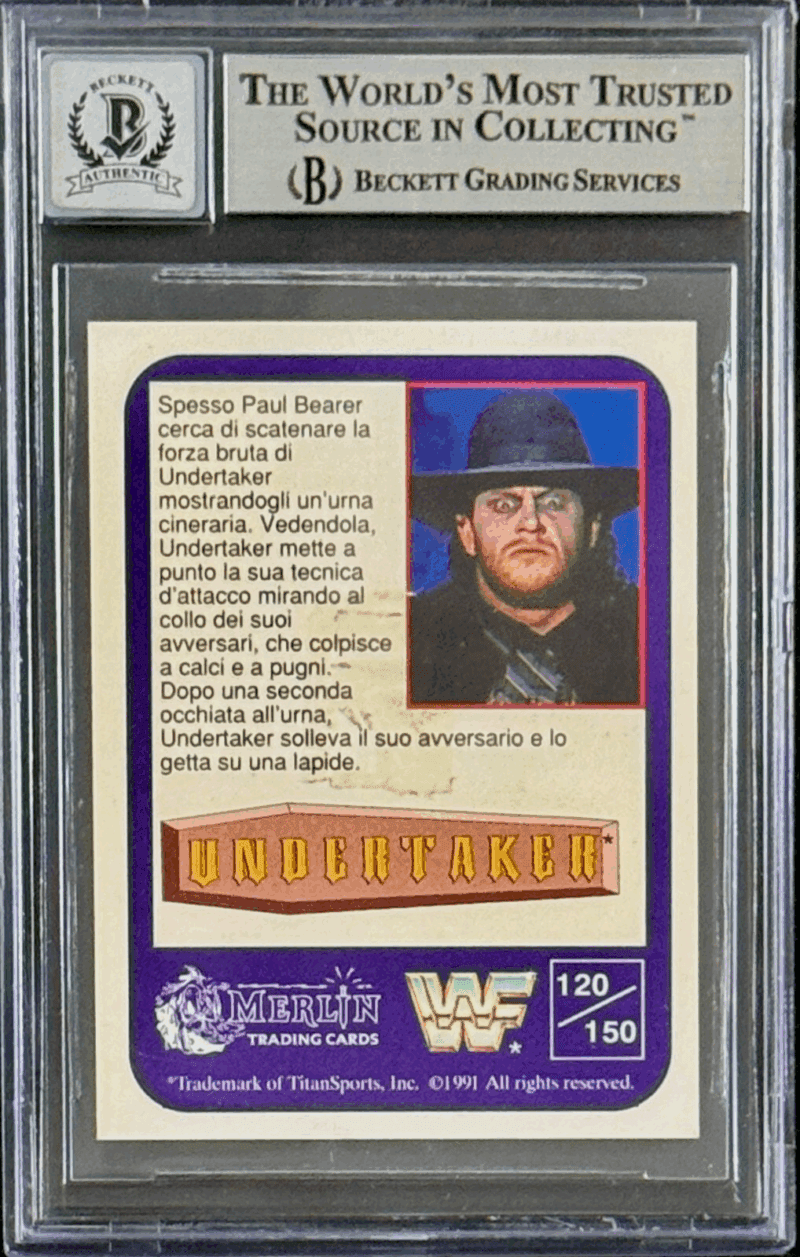 BECKETT
B
AUTHENTIC
THE WORLD'S MOST TRUSTED
SOURCE IN COLLECTING™
(B) BECKETT GRADING SERVICES
Spesso Paul Bearer
cerca di scatenare la
forza bruta di
Undertaker
mostrandogli un'urna
cineraria. Vedendola,
Undertaker mette a
punto la sua tecnica
d'attacco mirando al
collo dei suoi
avversari, che colpisce
a calci e a pugni.
Dopo una seconda
occhiata all'urna,
Undertaker solleva il suo avversario e lo
getta su una lapide.
UNDERTAKER*
MERLIN
TRADING CARDS
WF*
120/150
*Trademark of TitanSports, Inc. ©1991 All rights reserved.